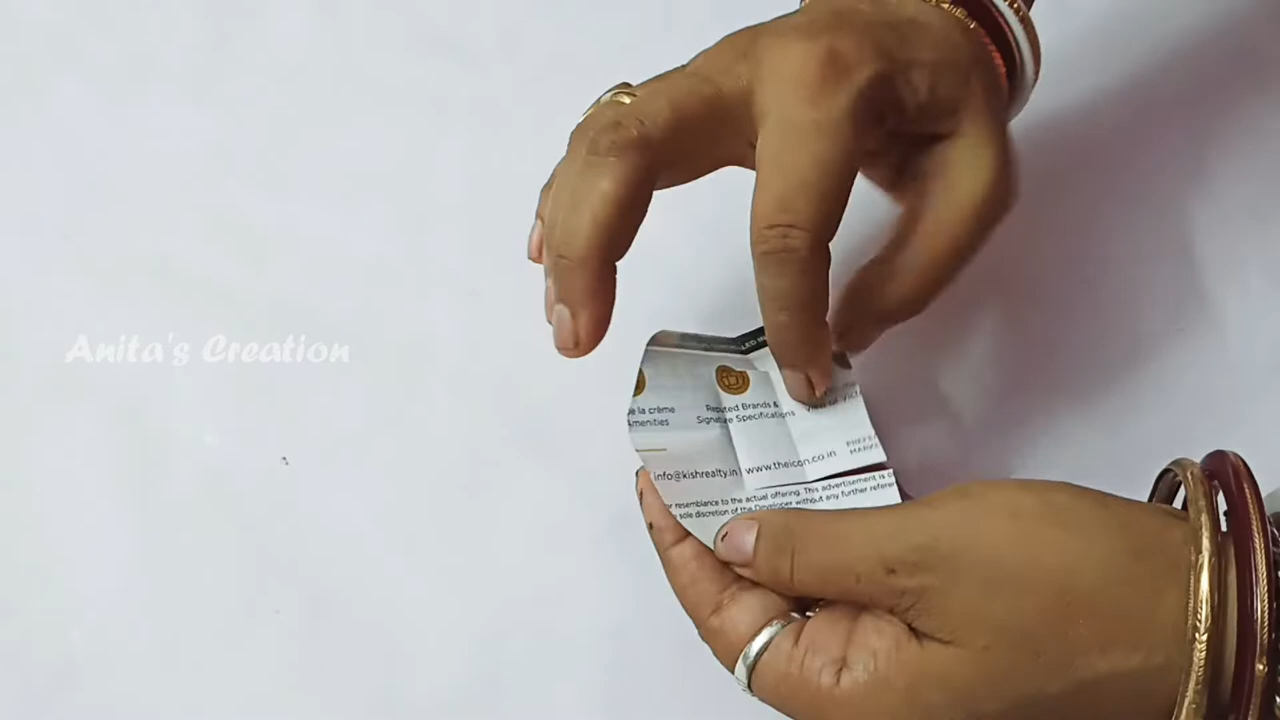 Anita's Creation
de la crème
Amenities
Reputed Brands &
Signature Specifications
info@kishrealty.in
www.theicon.co.in
resemblance to the actual offering. This advertisement is
sole discretion of the Developer without any further